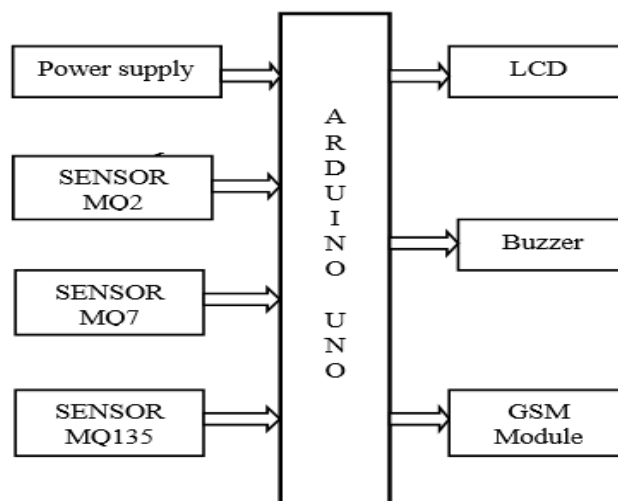 Power supply
SENSOR
MQ2
SENSOR
MQ7
SENSOR
MQ135
A
R
D
U
I
N
O
U
N
O
LCD
Buzzer
GSM
Module